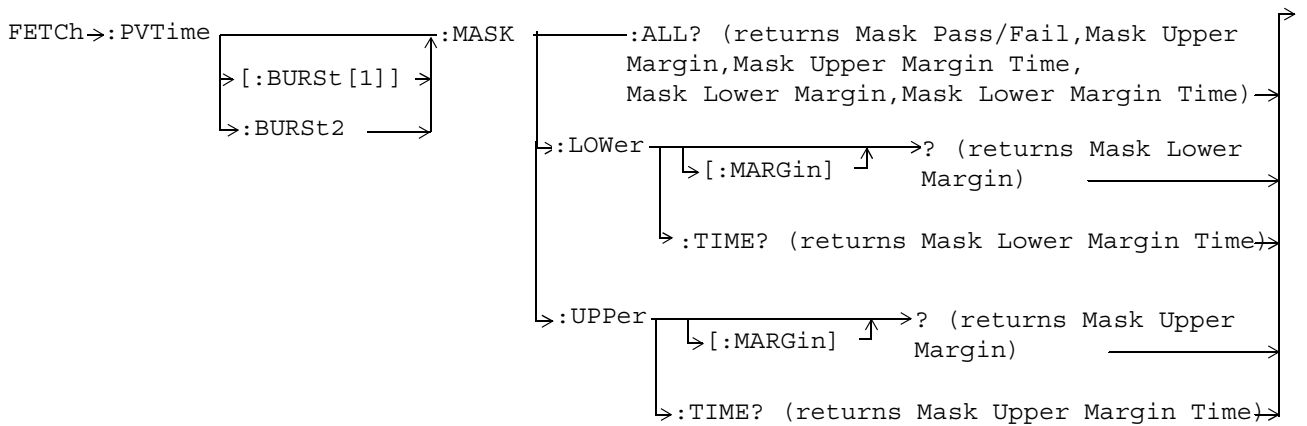 FETCh :PVTime :MASK :ALL? (returns Mask Pass/Fail,Mask Upper
Margin,Mask Upper Margin Time,
Mask Lower Margin,Mask Lower Margin Time)
[:BURSt[1]]
:BURSt2
:LOWer ? (returns Mask Lower
[:MARGin] Margin)
:TIME? (returns Mask Lower Margin Time)
:UPPer ? (returns Mask Upper
[:MARGin] Margin)
:TIME? (returns Mask Upper Margin Time)